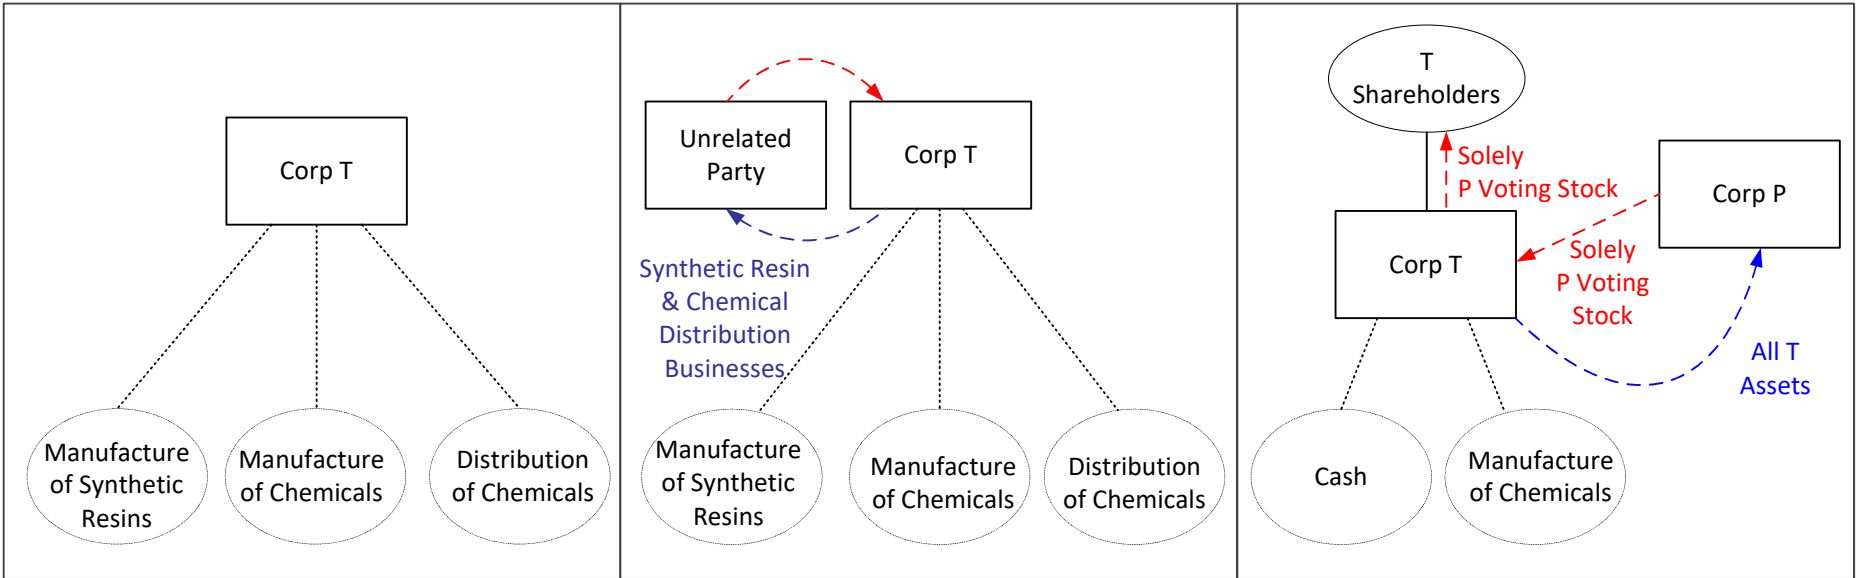 Corp T
Manufacture
of Synthetic
Resins
Manufacture
of Chemicals
Distribution
of Chemicals
Unrelated
Party
Corp T
Synthetic Resin
& Chemical
Distribution
Businesses
Manufacture
of Synthetic
Resins
Manufacture
of Chemicals
Distribution
of Chemicals
T
Shareholders
Solely
P Voting Stock
Corp P
Corp T
Solely
P Voting
Stock
All T
Assets
Cash
Manufacture
of Chemicals